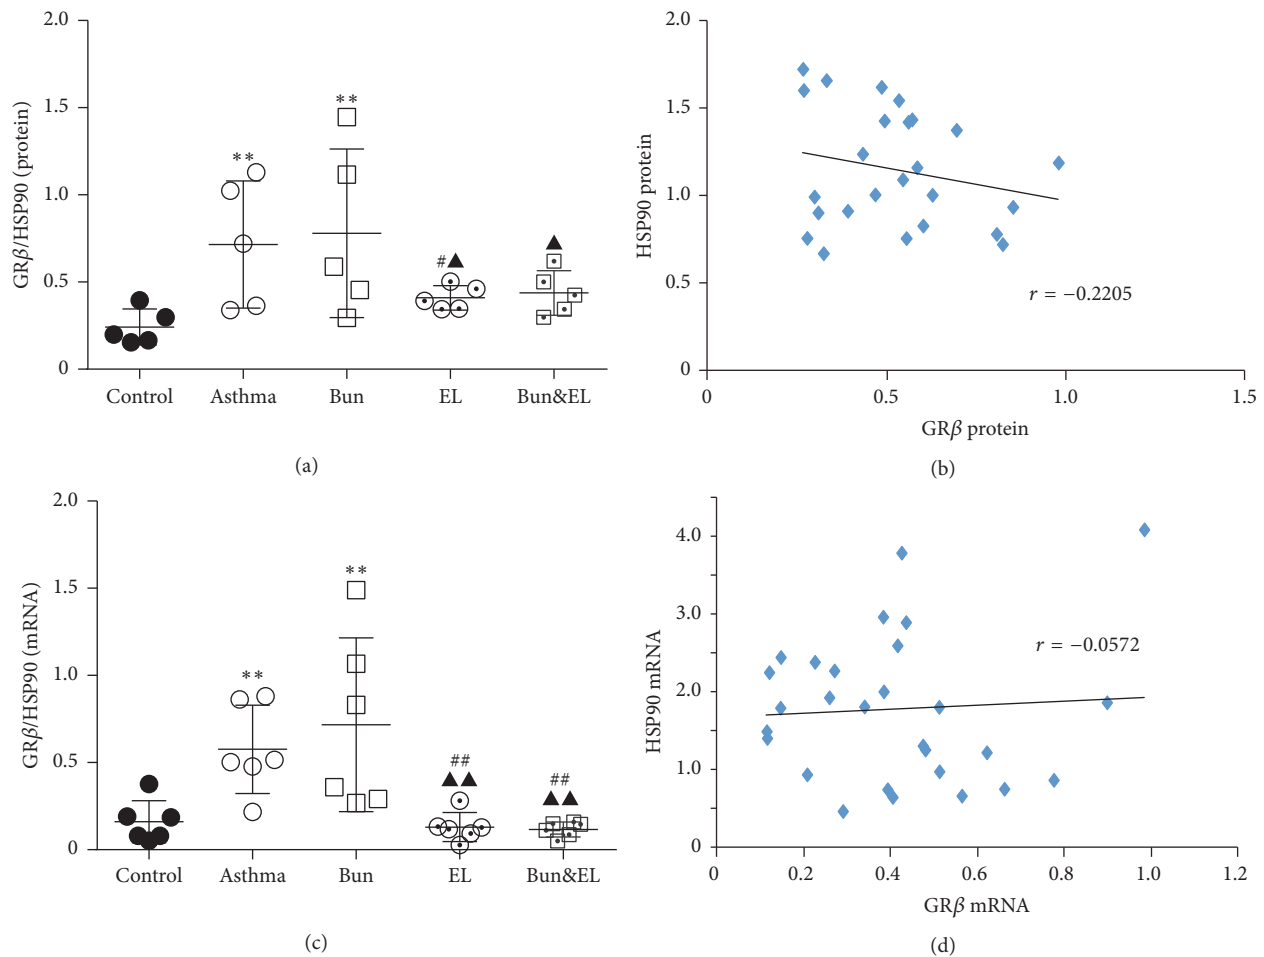 2.0
1.5
1.0
0.5
0
GRβ/HSP90 (protein)
**
**
#▲
▲
Control Asthma Bun EL Bun&EL
(a)
2.0
1.5
1.0
0.5
0
HSP90 protein
r = −0.2205
0 0.5 1.0 1.5
GRβ protein
(b)
2.0
1.5
1.0
0.5
0
GRβ/HSP90 (mRNA)
**
**
##
▲▲
##
▲▲
Control Asthma Bun EL Bun&EL
(c)
4.0
3.0
2.0
1.0
0
HSP90 mRNA
r = −0.0572
0 0.2 0.4 0.6 0.8 1.0 1.2
GRβ mRNA
(d)